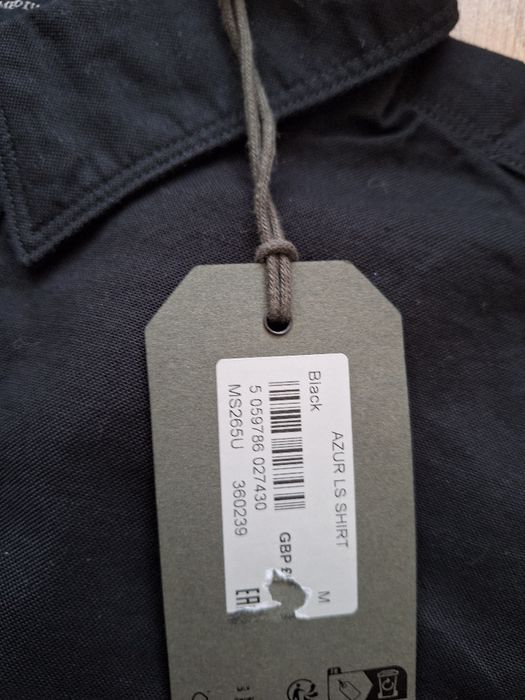 AZUR LS SHIRT
Black
M
5 059786 027430
GBP £
MS265U 360239